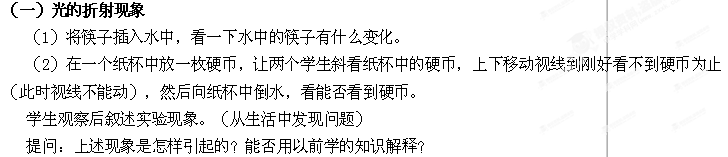 （一）光的折射现象
（1）将筷子插入水中，看一下水中的筷子有什么变化。
（2）在一个纸杯中放一枚硬币，让两个学生斜看纸杯中的硬币，上下移动视线到刚好看不到硬币为止
（此时视线不能动），然后向纸杯中倒水，看能否看到硬币。
学生观察后叙述实验现象。（从生活中发现问题）
提问：上述现象是怎样引起的？能否用以前学的知识解释？